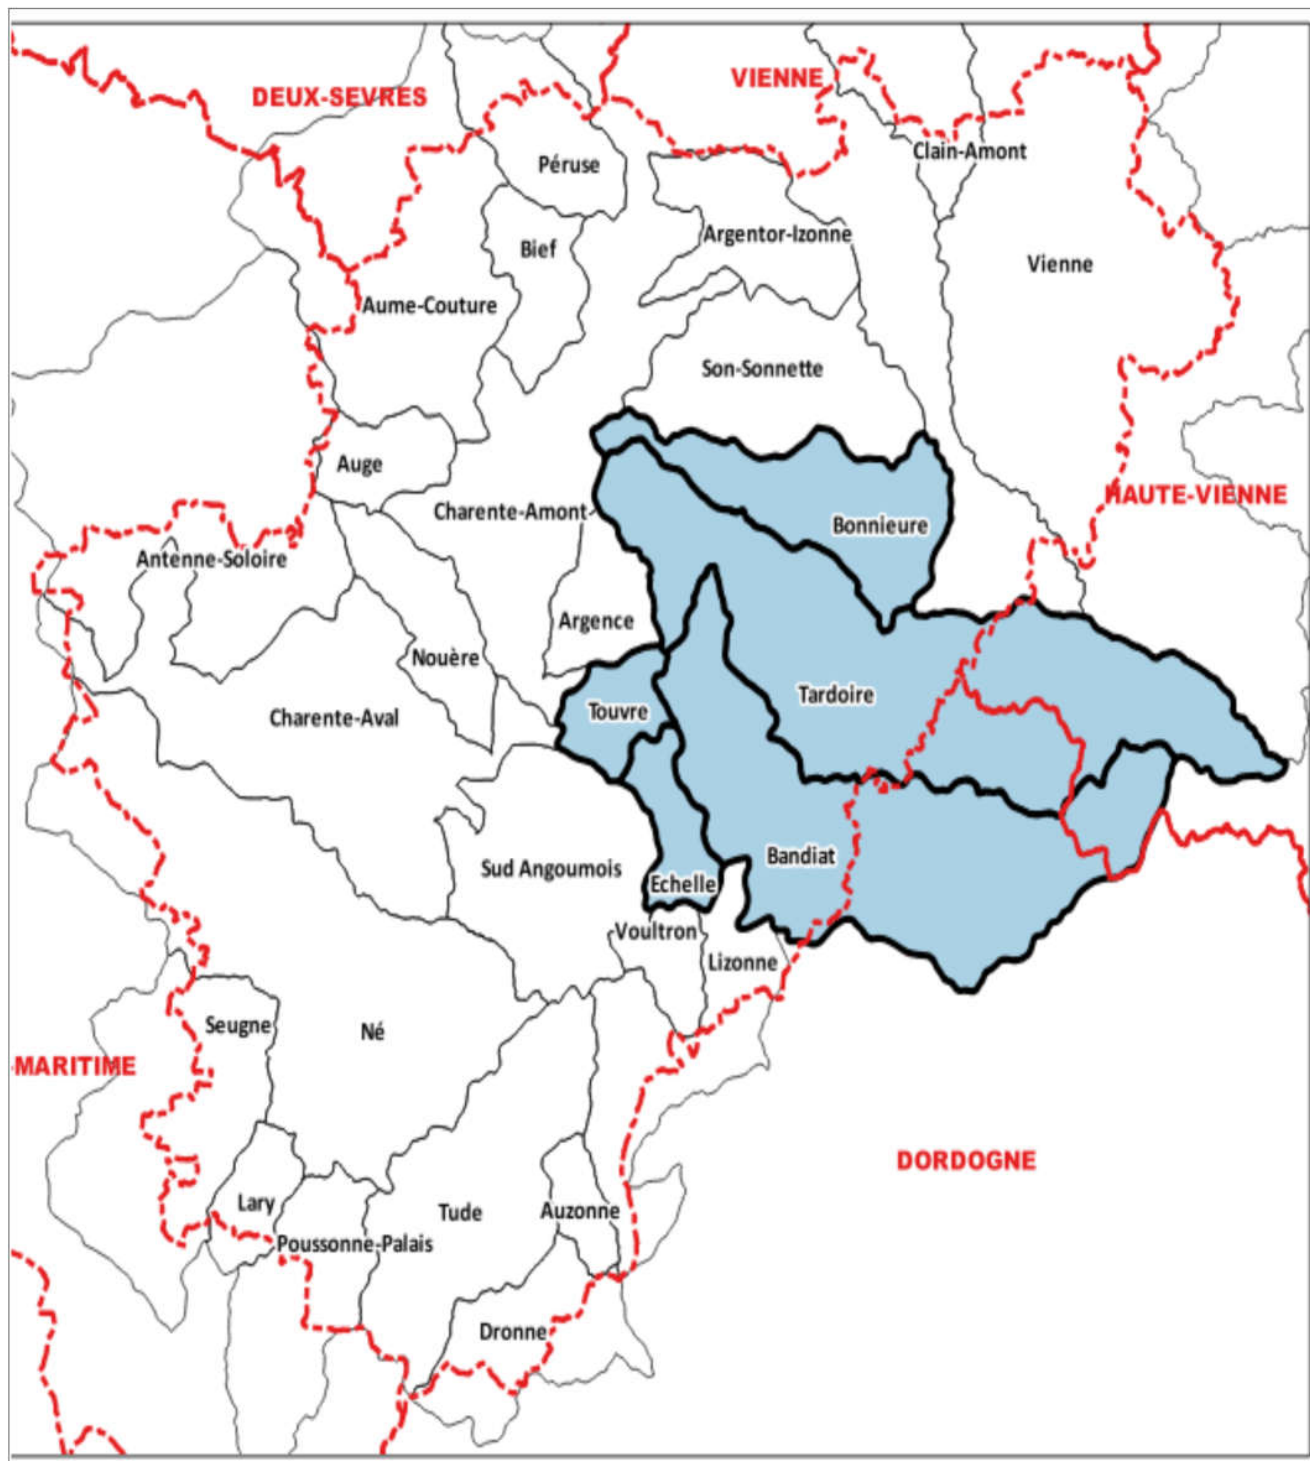 VIENNE
DEUX-SEVRES
Clain-Amont
Péruse
Argentor-Izonne
Bief
Vienne
Aume-Couture
Son-Sonnette
Auge
HAUTE-VIENNE
Charente-Amont
Bonnieure
Antenne-Soloire
Argence
Nouère
Tardoire
Touvre
Charente-Aval
Bandiat
Sud Angoumois
Echelle
Voultron
Lizonne
Seugne
Né
-MARITIME
DORDOGNE
Lary
Tude
Auzonne
Poussonne-Palais
Dronne